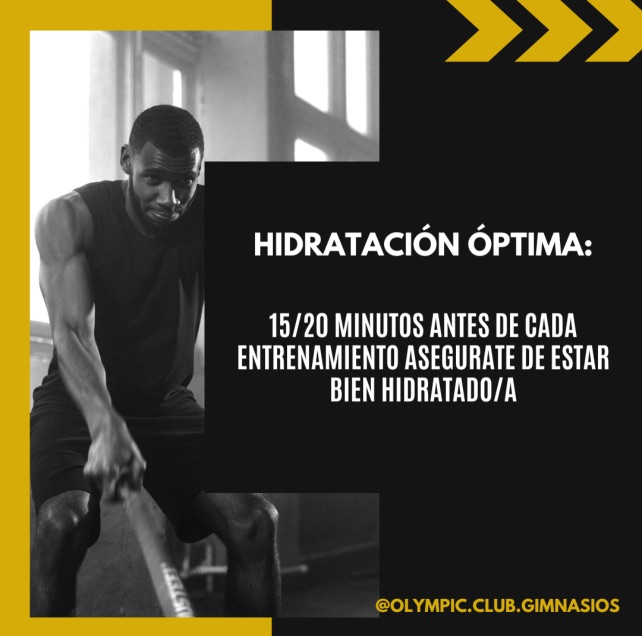 HIDRATACIÓN ÓPTIMA:
15/20 MINUTOS ANTES DE CADA
ENTRENAMIENTO ASEGURATE DE ESTAR
BIEN HIDRATADO/A
@OLYMPIC.CLUB.GIMNASIOS